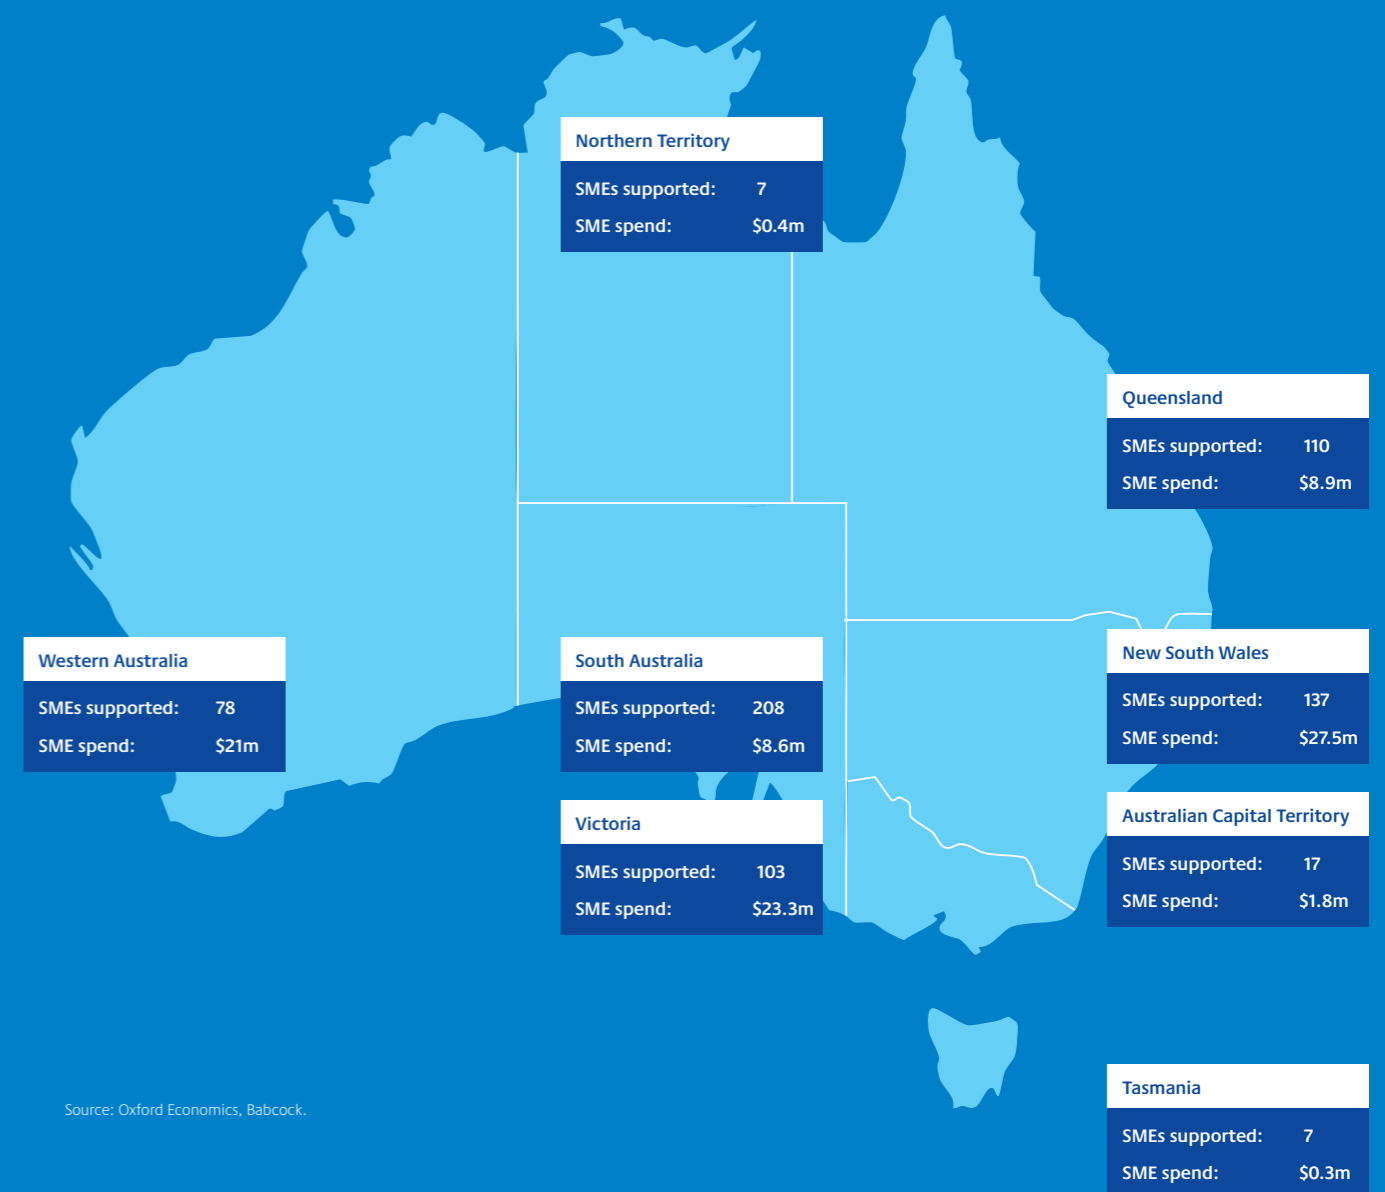 Northern Territory
SMEs supported: 7
SME spend: $0.4m
Queensland
SMEs supported: 110
SME spend: $8.9m
Western Australia
SMEs supported: 78
SME spend: $21m
South Australia
SMEs supported: 208
SME spend: $8.6m
New South Wales
SMEs supported: 137
SME spend: $27.5m
Victoria
SMEs supported: 103
SME spend: $23.3m
Australian Capital Territory
SMEs supported: 17
SME spend: $1.8m
Tasmania
SMEs supported: 7
SME spend: $0.3m
Source: Oxford Economics, Babcock.